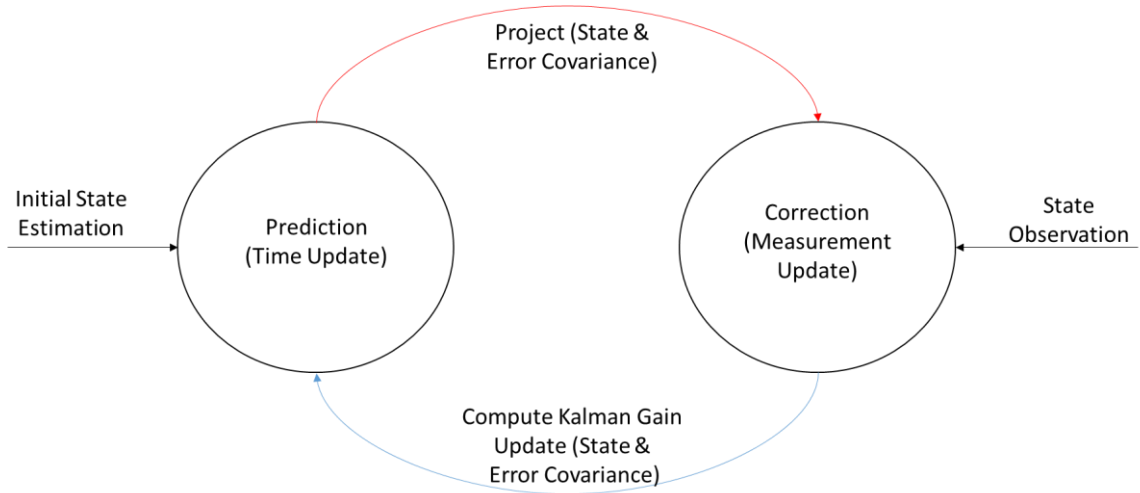 Project (State &
Error Covariance)
Initial State
Estimation
Prediction
(Time Update)
Correction
(Measurement
Update)
State
Observation
Compute Kalman Gain
Update (State &
Error Covariance)